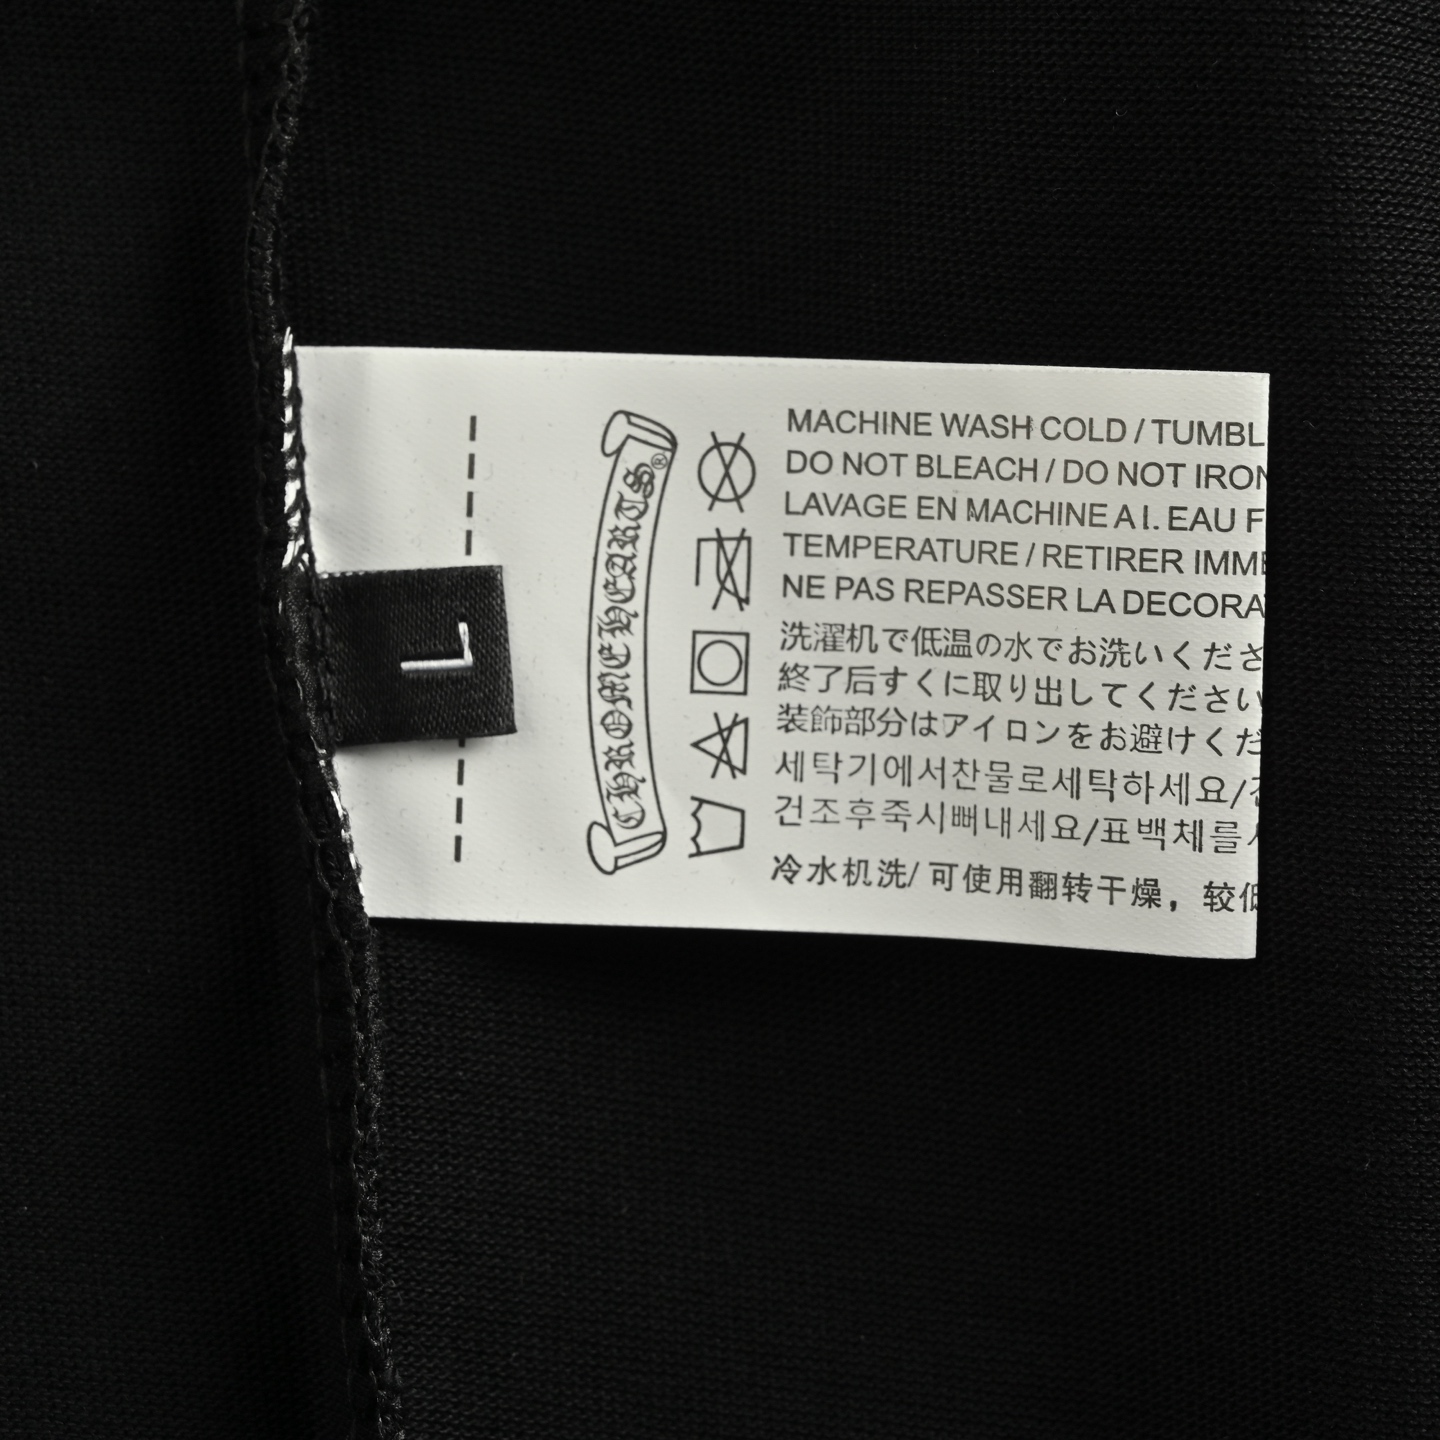 L
CHROME HEARTS®
MACHINE WASH COLD / TUMBL
DO NOT BLEACH / DO NOT IRON
LAVAGE EN MACHINE A I. EAU F
TEMPERATURE / RETIRER IMME
NE PAS REPASSER LA DECORA
洗濯机で低温の水でお洗いくださ
終了后すくに取り出してください
装飾部分はアイロンをお避けくだ
세탁기에서찬물로세탁하세요/
건조후죽시뻐내세요/표백체를
冷水机洗/ 可使用翻转干燥，较低